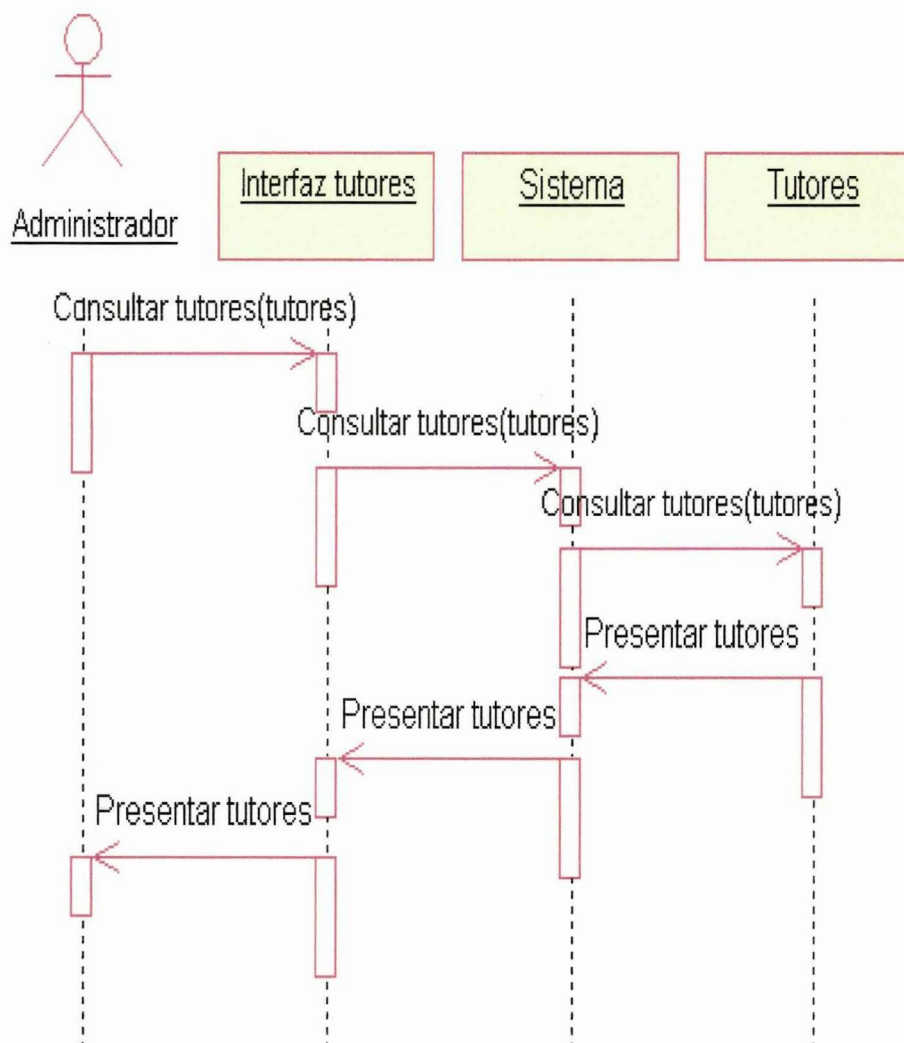 Administrador
Interfaz tutores
Sistema
Tutores
Consultar tutores(tutores)
Consultar tutores(tutores)
Consultar tutores(tutores)
Presentar tutores
Presentar tutores
Presentar tutores